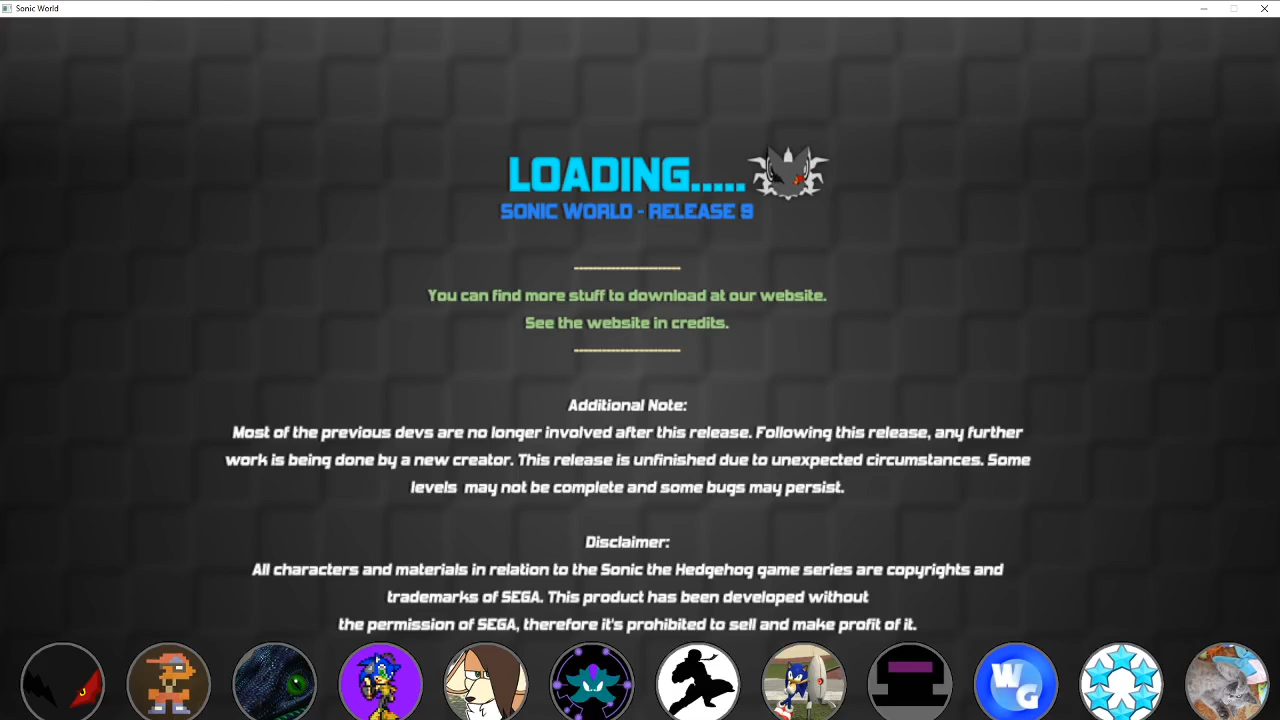 Sonic World
LOADING.....
SONIC WORLD - RELEASE 9
--------------------
You can find more stuff to download at our website.
See the website in credits.
--------------------
Additional Note:
Most of the previous devs are no longer involved after this release. Following this release, any further
work is being done by a new creator. This release is unfinished due to unexpected circumstances. Some
levels  may not be complete and some bugs may persist.
Disclaimer:
All characters and materials in relation to the Sonic the Hedgehog game series are copyrights and
trademarks of SEGA. This product has been developed without
the permission of SEGA, therefore it's prohibited to sell and make profit of it.
WG